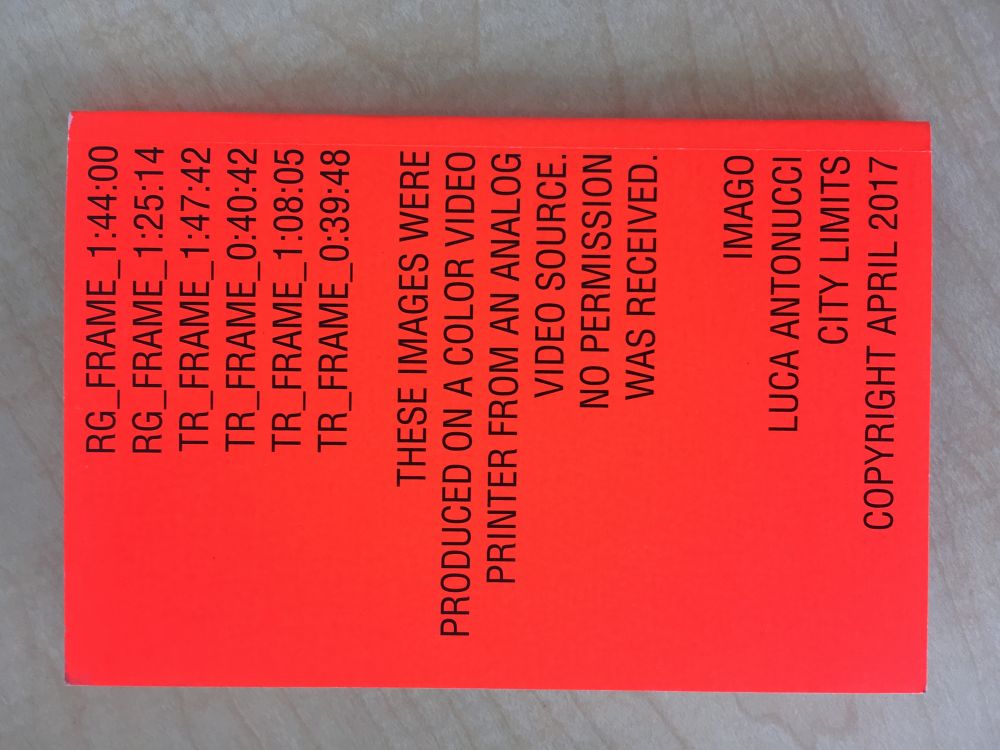 RG_FRAME_1:44:00
RG_FRAME_1:25:14
TR_FRAME_1:47:42
TR_FRAME_0:40:42
TR_FRAME_1:08:05
TR_FRAME_0:39:48
THESE IMAGES WERE
PRODUCED ON A COLOR VIDEO
PRINTER FROM AN ANALOG
VIDEO SOURCE.
NO PERMISSION
WAS RECEIVED.
IMAGO
LUCA ANTONUCCI
CITY LIMITS
COPYRIGHT APRIL 2017